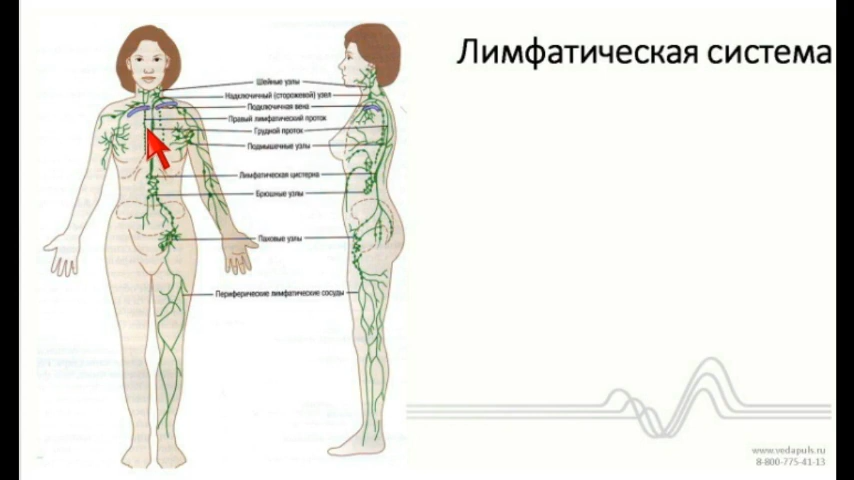 Лимфатическая система
Шейные узлы
Надключичный (сторожевой) узел
Подключичная вена
Правый лимфатический проток
Грудной проток
Подмышечные узлы
Лимфатическая цистерна
Брюшные узлы
Паховые узлы
Периферические лимфатические сосуды
www.vedapuls.ru
8-800-775-41-13